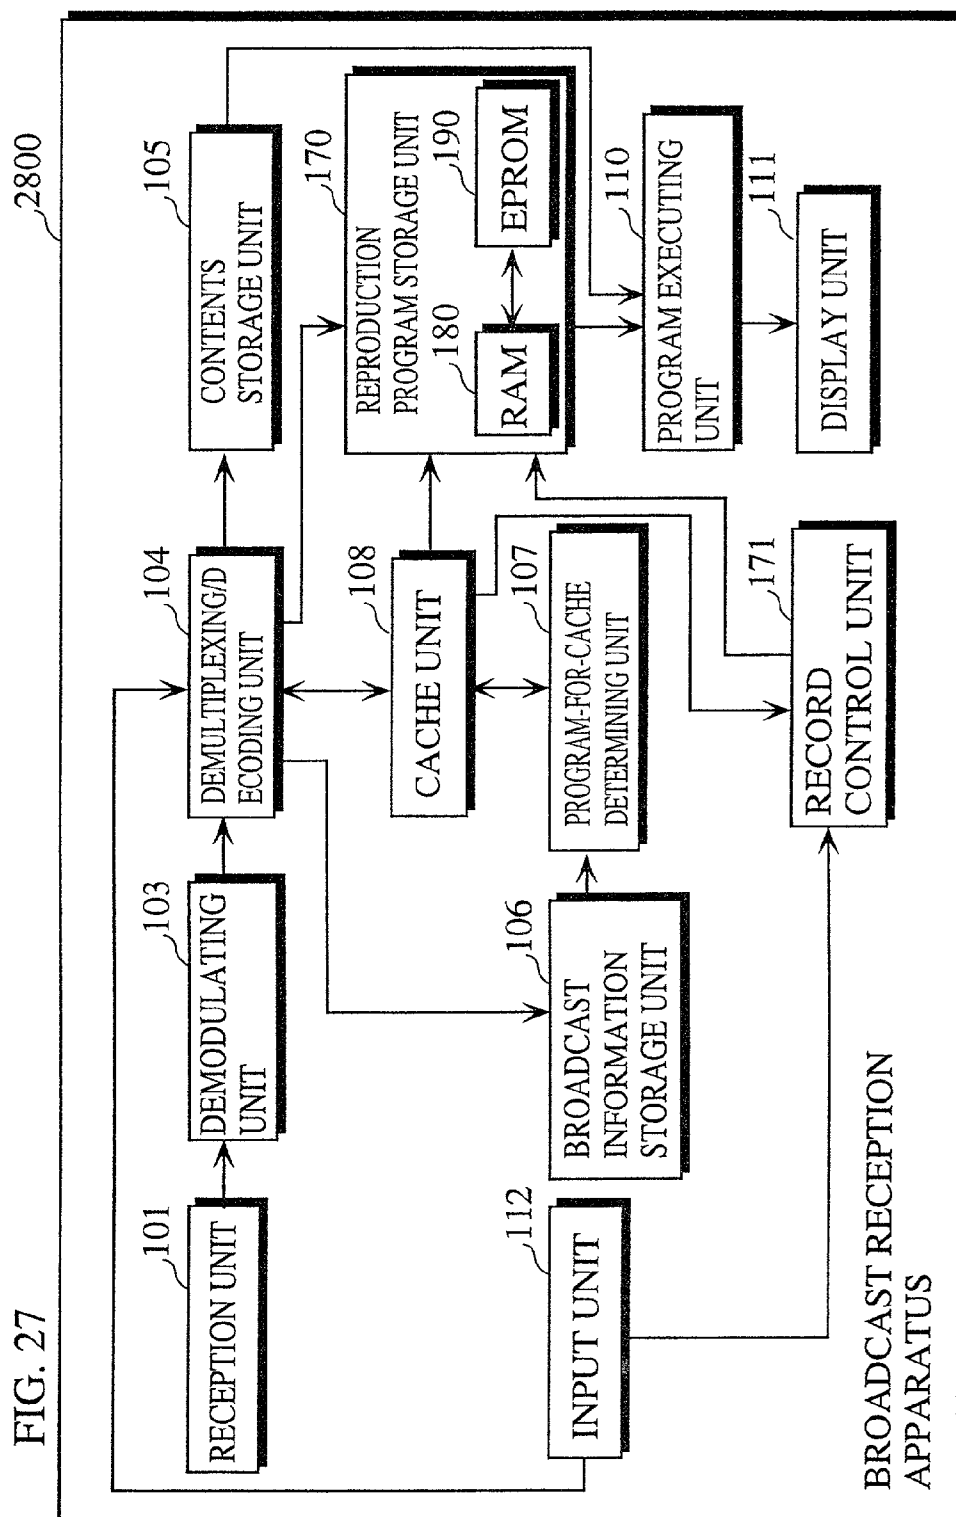 FIG. 27
2800
101
RECEPTION UNIT
103
DEMODULATING
UNIT
104
DEMULTIPLEXING/D
ECODING UNIT
105
CONTENTS
STORAGE UNIT
108
CACHE UNIT
170
REPRODUCTION
PROGRAM STORAGE UNIT
180
RAM
190
EPROM
112
INPUT UNIT
106
BROADCAST
INFORMATION
STORAGE UNIT
107
PROGRAM-FOR-CACHE
DETERMINING UNIT
110
PROGRAM EXECUTING
UNIT
171
RECORD
CONTROL UNIT
111
DISPLAY UNIT
BROADCAST RECEPTION
APPARATUS